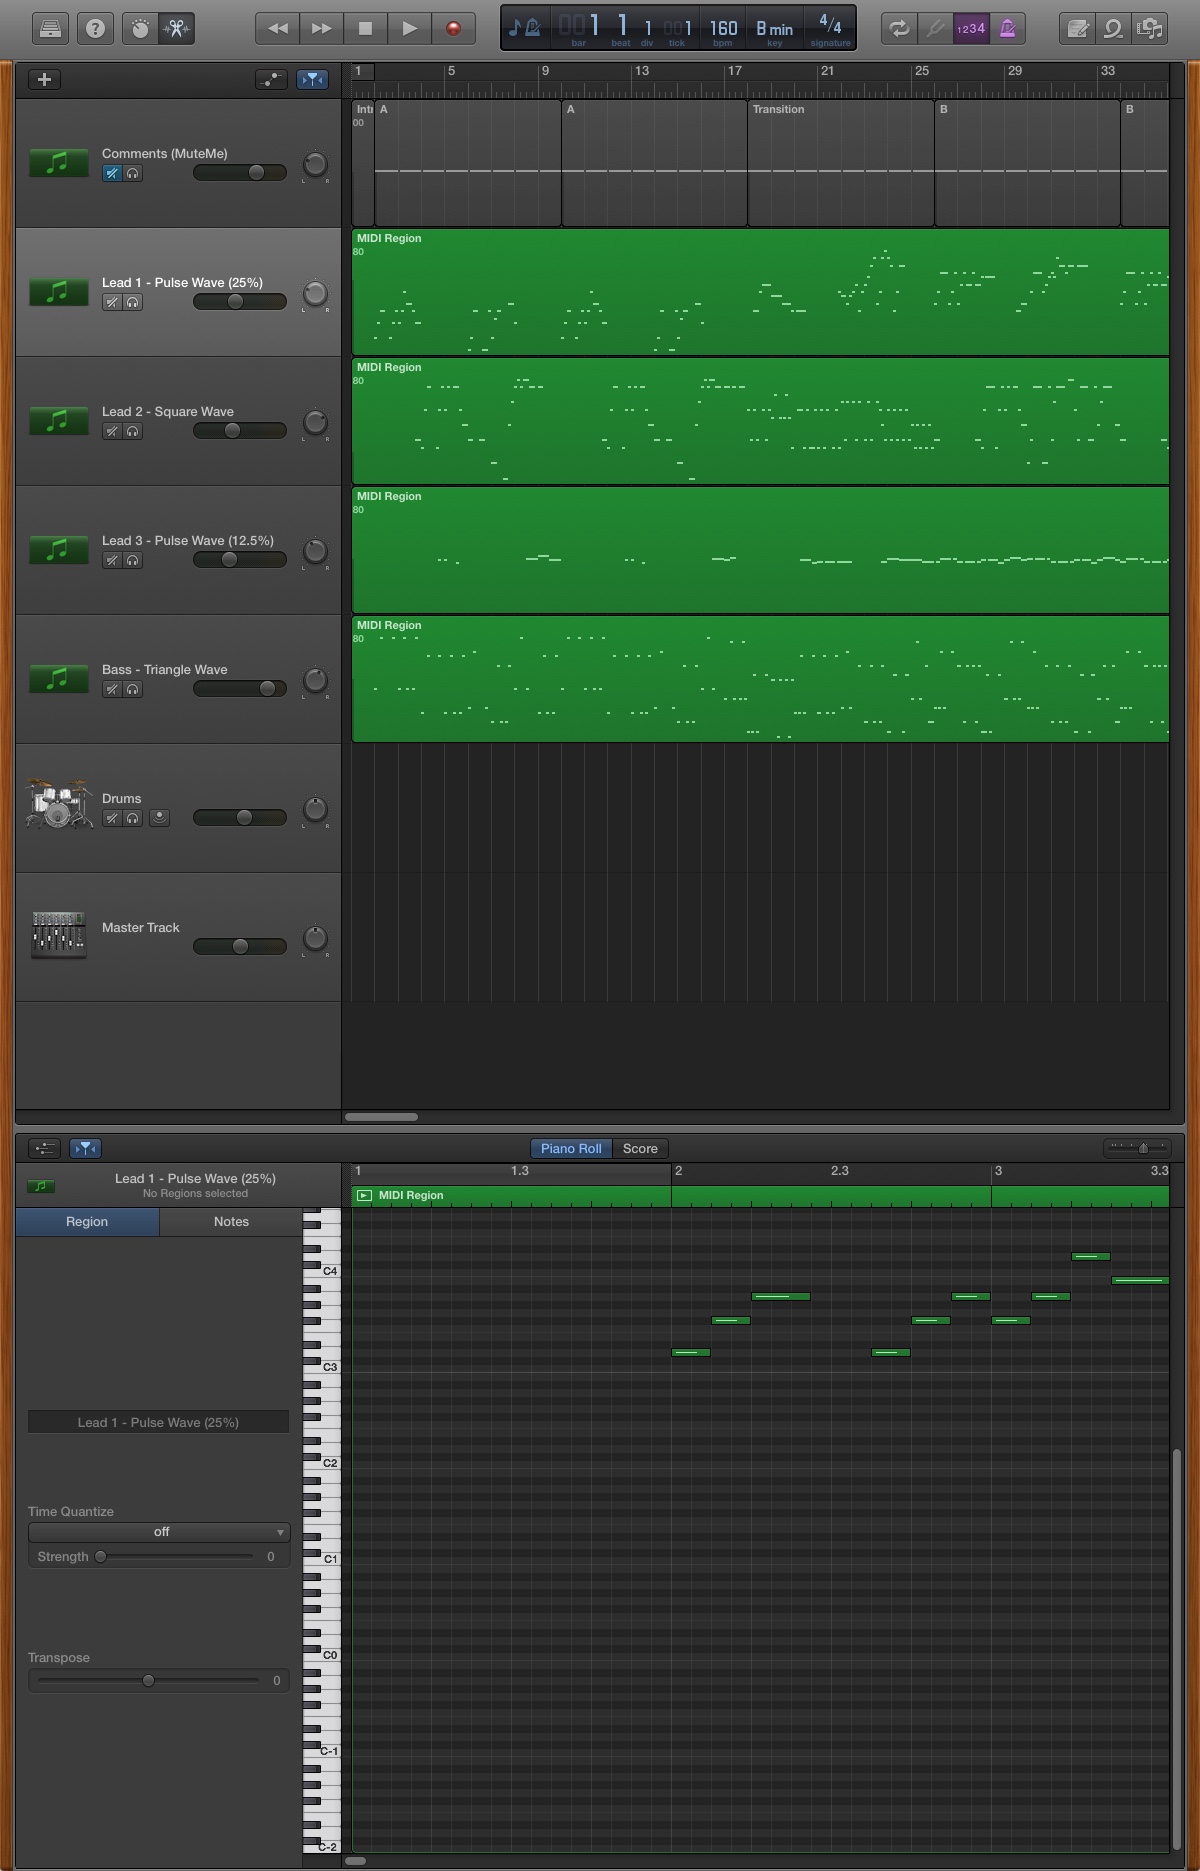 1 1 1 1 160 B min 4/4
bar beat div tick bpm key signature
1234
1 5 9 13 17 21 25 29 33
Intr A A Transition B B
00
Comments (MuteMe)
L R
MIDI Region
80
Lead 1 - Pulse Wave (25%)
L R
MIDI Region
80
Lead 2 - Square Wave
L R
MIDI Region
80
Lead 3 - Pulse Wave (12.5%)
L R
MIDI Region
80
Bass - Triangle Wave
L R
Drums
L R
Master Track
L R
Piano Roll Score
Lead 1 - Pulse Wave (25%)
No Regions selected
1 1.3 2 2.3 3 3.3
MIDI Region
Region Notes
C4
C3
Lead 1 - Pulse Wave (25%)
C2
Time Quantize
off
Strength 0
C1
C0
Transpose
0
C-1
C-2